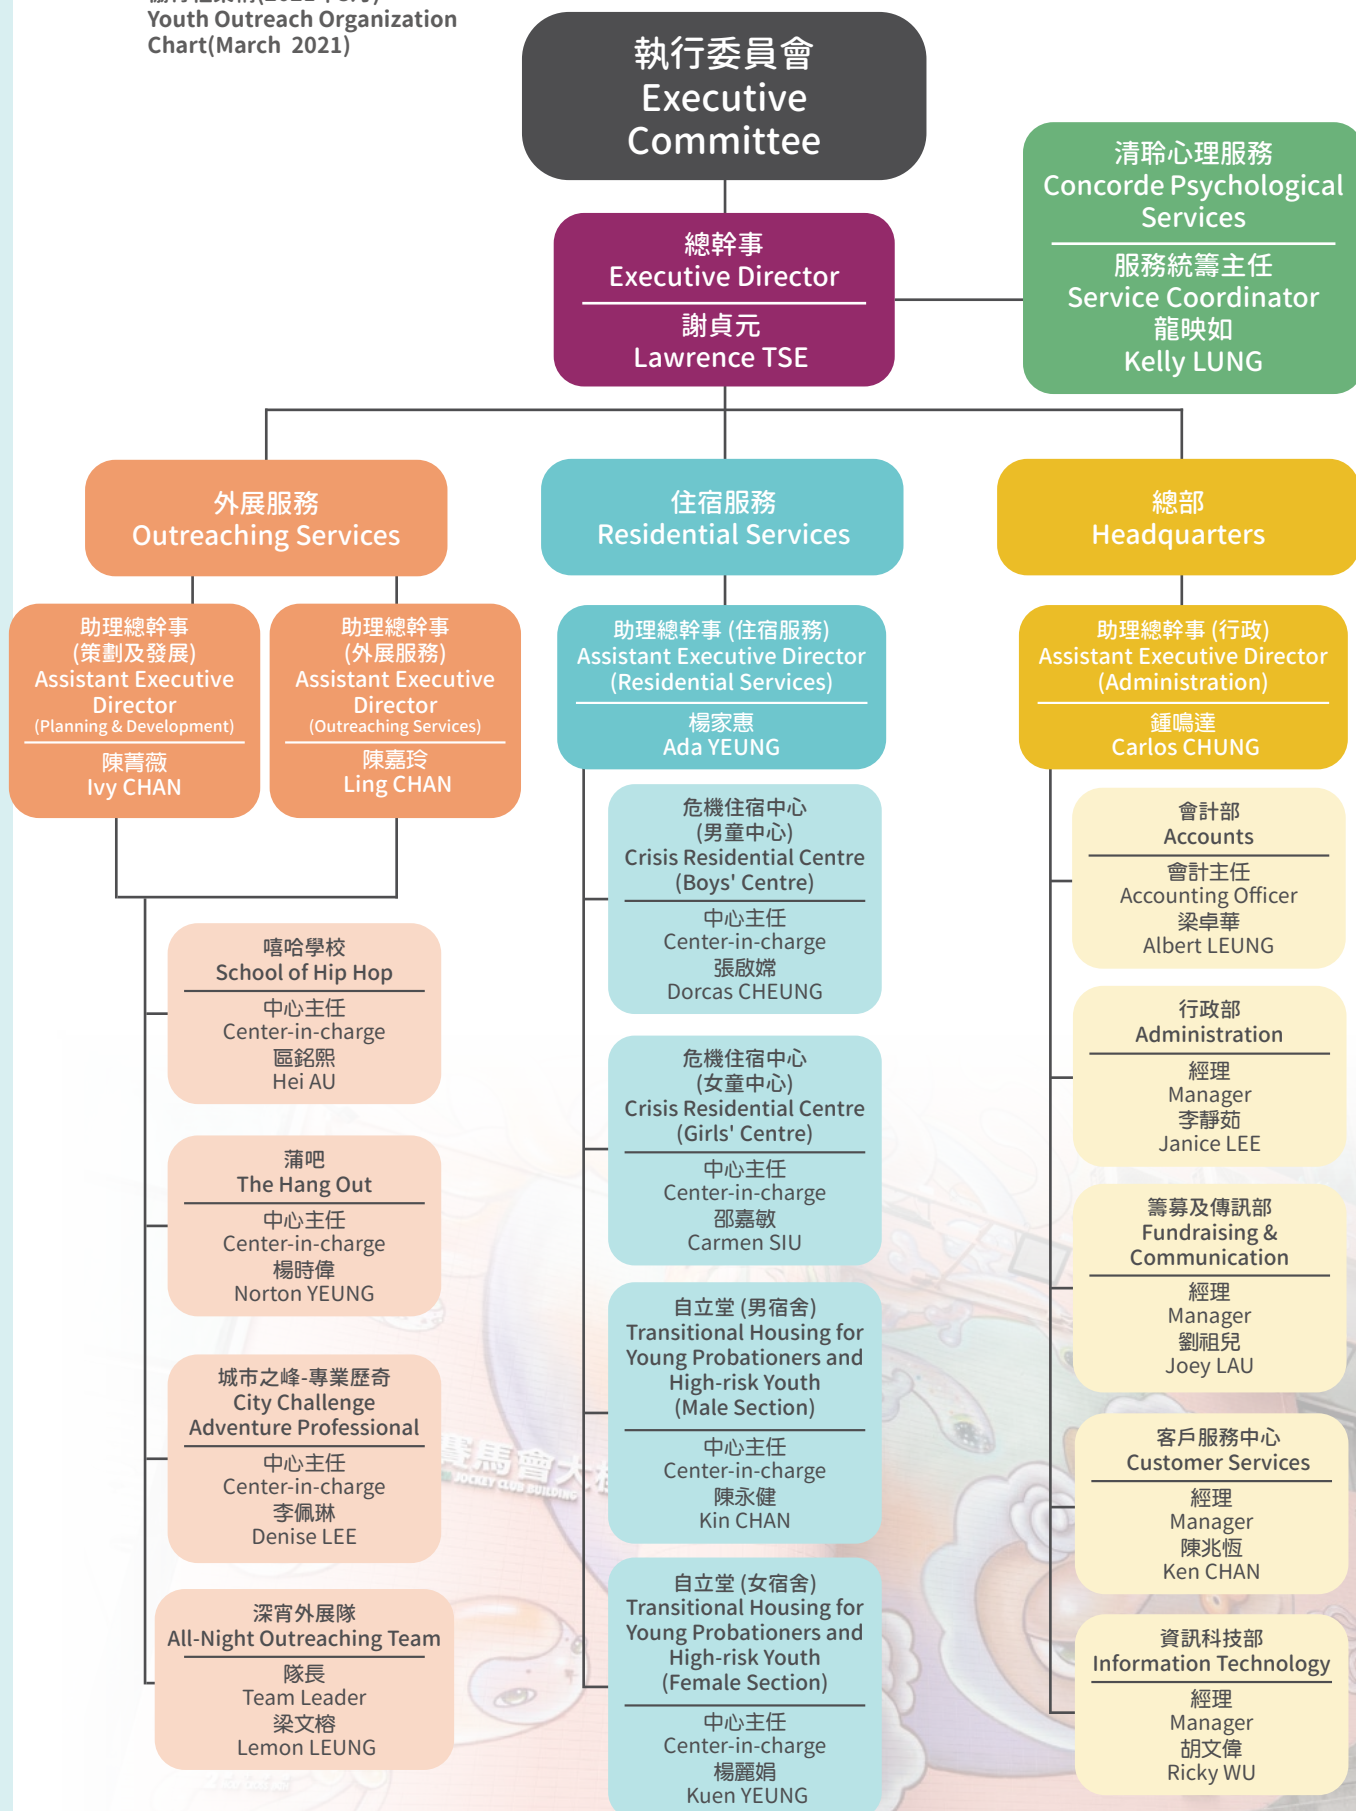 Youth Outreach Organization
Chart(March 2021)
執行委員會
Executive
Committee
清聆心理服務
Concorde Psychological
Services
服務統籌主任
Service Coordinator
龍映如
Kelly LUNG
總幹事
Executive Director
謝貞元
Lawrence TSE
外展服務
Outreaching Services
助理總幹事
(策劃及發展)
Assistant Executive
Director
(Planning & Development)
陳菁薇
Ivy CHAN
助理總幹事
(外展服務)
Assistant Executive
Director
(Outreaching Services)
陳嘉玲
Ling CHAN
嘻哈學校
School of Hip Hop
中心主任
Center-in-charge
區銘熙
Hei AU
蒲吧
The Hang Out
中心主任
Center-in-charge
楊時偉
Norton YEUNG
城市之峰-專業歷奇
City Challenge
Adventure Professional
中心主任
Center-in-charge
李佩琳
Denise LEE
深宵外展隊
All-Night Outreaching Team
隊長
Team Leader
梁文榕
Lemon LEUNG
住宿服務
Residential Services
助理總幹事 (住宿服務)
Assistant Executive Director
(Residential Services)
楊家惠
Ada YEUNG
危機住宿中心
(男童中心)
Crisis Residential Centre
(Boys' Centre)
中心主任
Center-in-charge
張啟嫦
Dorcas CHEUNG
危機住宿中心
(女童中心)
Crisis Residential Centre
(Girls' Centre)
中心主任
Center-in-charge
邵嘉敏
Carmen SIU
自立堂 (男宿舍)
Transitional Housing for
Young Probationers and
High-risk Youth
(Male Section)
中心主任
Center-in-charge
陳永健
Kin CHAN
自立堂 (女宿舍)
Transitional Housing for
Young Probationers and
High-risk Youth
(Female Section)
中心主任
Center-in-charge
楊麗娟
Kuen YEUNG
總部
Headquarters
助理總幹事 (行政)
Assistant Executive Director
(Administration)
鍾鳴達
Carlos CHUNG
會計部
Accounts
會計主任
Accounting Officer
梁卓華
Albert LEUNG
行政部
Administration
經理
Manager
李靜茹
Janice LEE
籌募及傳訊部
Fundraising &
Communication
經理
Manager
劉祖兒
Joey LAU
客戶服務中心
Customer Services
經理
Manager
陳兆恆
Ken CHAN
資訊科技部
Information Technology
經理
Manager
胡文偉
Ricky WU
賽馬會大
JOCKEY CLUB BUILDING